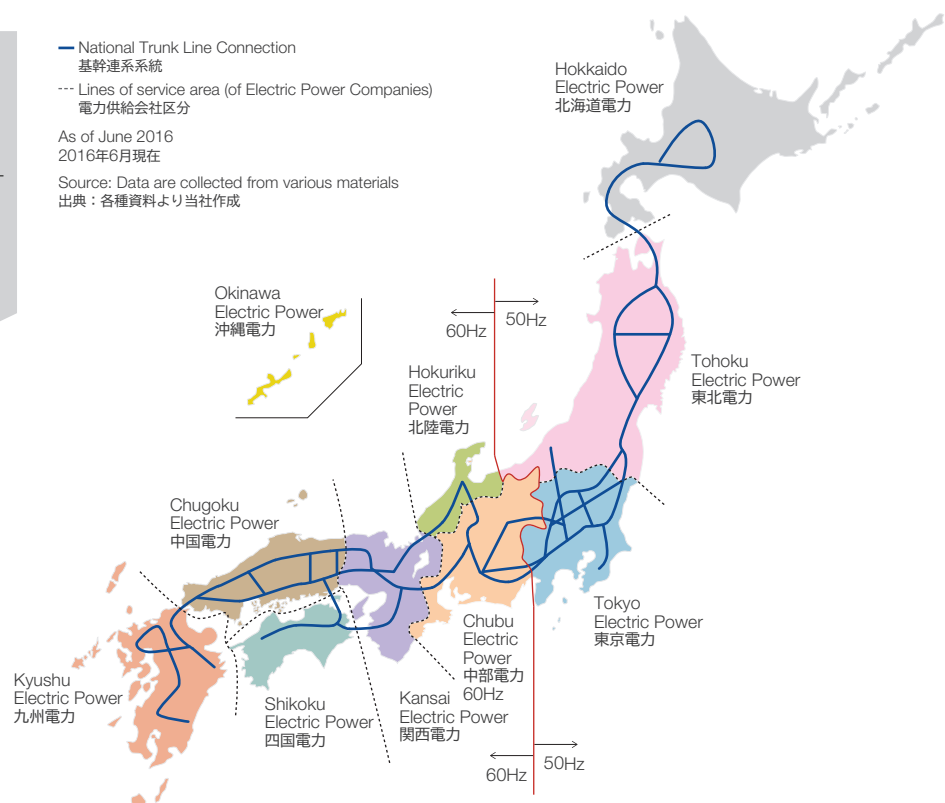 National Trunk Line Connection
基幹連系系統
Lines of service area (of Electric Power Companies)
電力供給会社区分
As of June 2016
2016年6月現在
Source: Data are collected from various materials
出典：各種資料より当社作成
Hokkaido
Electric Power
北海道電力
Okinawa
Electric Power
沖縄電力
60Hz
50Hz
Hokuriku
Electric
Power
北陸電力
Tohoku
Electric Power
東北電力
Chugoku
Electric Power
中国電力
Tokyo
Electric Power
東京電力
Chubu
Electric
Power
中部電力
60Hz
Kyushu
Electric Power
九州電力
Shikoku
Electric Power
四国電力
Kansai
Electric Power
関西電力
60Hz
50Hz